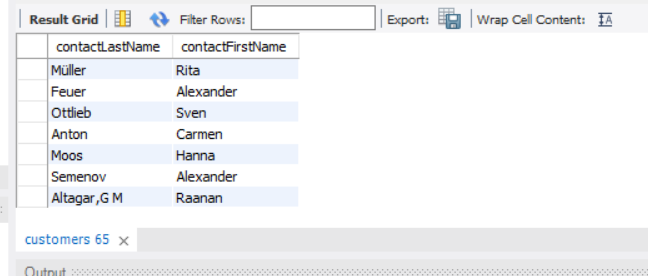 Result Grid Filter Rows: Export: Wrap Cell Content: IA
contactLastName contactFirstName
Müller Rita
Feuer Alexander
Ottlieb Sven
Anton Carmen
Moos Hanna
Semenov Alexander
Altagar,G M Raanan
customers 65 ×
Output